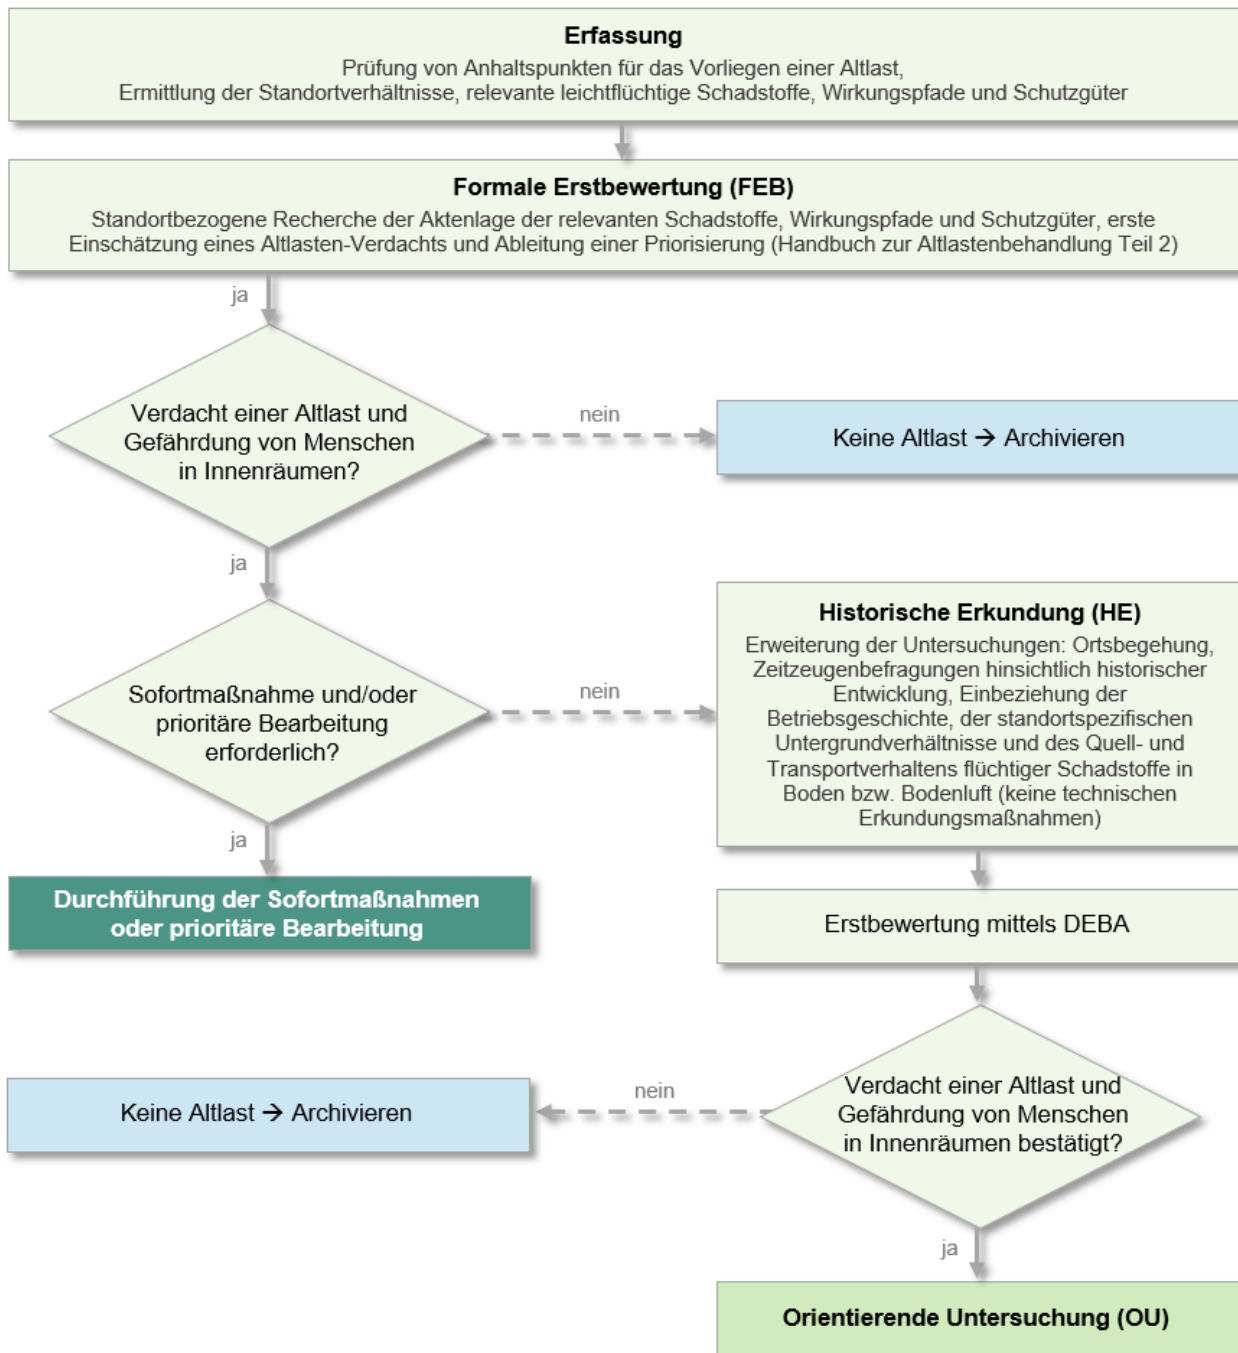 Erfassung
Prüfung von Anhaltspunkten für das Vorliegen einer Altlast,
Ermittlung der Standortverhältnisse, relevante leichtflüchtige Schadstoffe, Wirkungspfade und Schutzgüter
Formale Erstbewertung (FEB)
Standortbezogene Recherche der Aktenlage der relevanten Schadstoffe, Wirkungspfade und Schutzgüter, erste
Einschätzung eines Altlasten-Verdachts und Ableitung einer Priorisierung (Handbuch zur Altlastenbehandlung Teil 2)
ja
Verdacht einer Altlast und
Gefährdung von Menschen
in Innenräumen?
nein
Keine Altlast → Archivieren
ja
Sofortmaßnahme und/oder
prioritäre Bearbeitung
erforderlich?
nein
Historische Erkundung (HE)
Erweiterung der Untersuchungen: Ortsbegehung,
Zeitzeugenbefragungen hinsichtlich historischer
Entwicklung, Einbeziehung der
Betriebsgeschichte, der standortspezifischen
Untergrundverhältnisse und des Quell- und
Transportverhaltens flüchtiger Schadstoffe in
Boden bzw. Bodenluft (keine technischen
Erkundungsmaßnahmen)
ja
Durchführung der Sofortmaßnahmen
oder prioritäre Bearbeitung
Erstbewertung mittels DEBA
Verdacht einer Altlast und
Gefährdung von Menschen
in Innenräumen bestätigt?
nein
Keine Altlast → Archivieren
ja
Orientierende Untersuchung (OU)